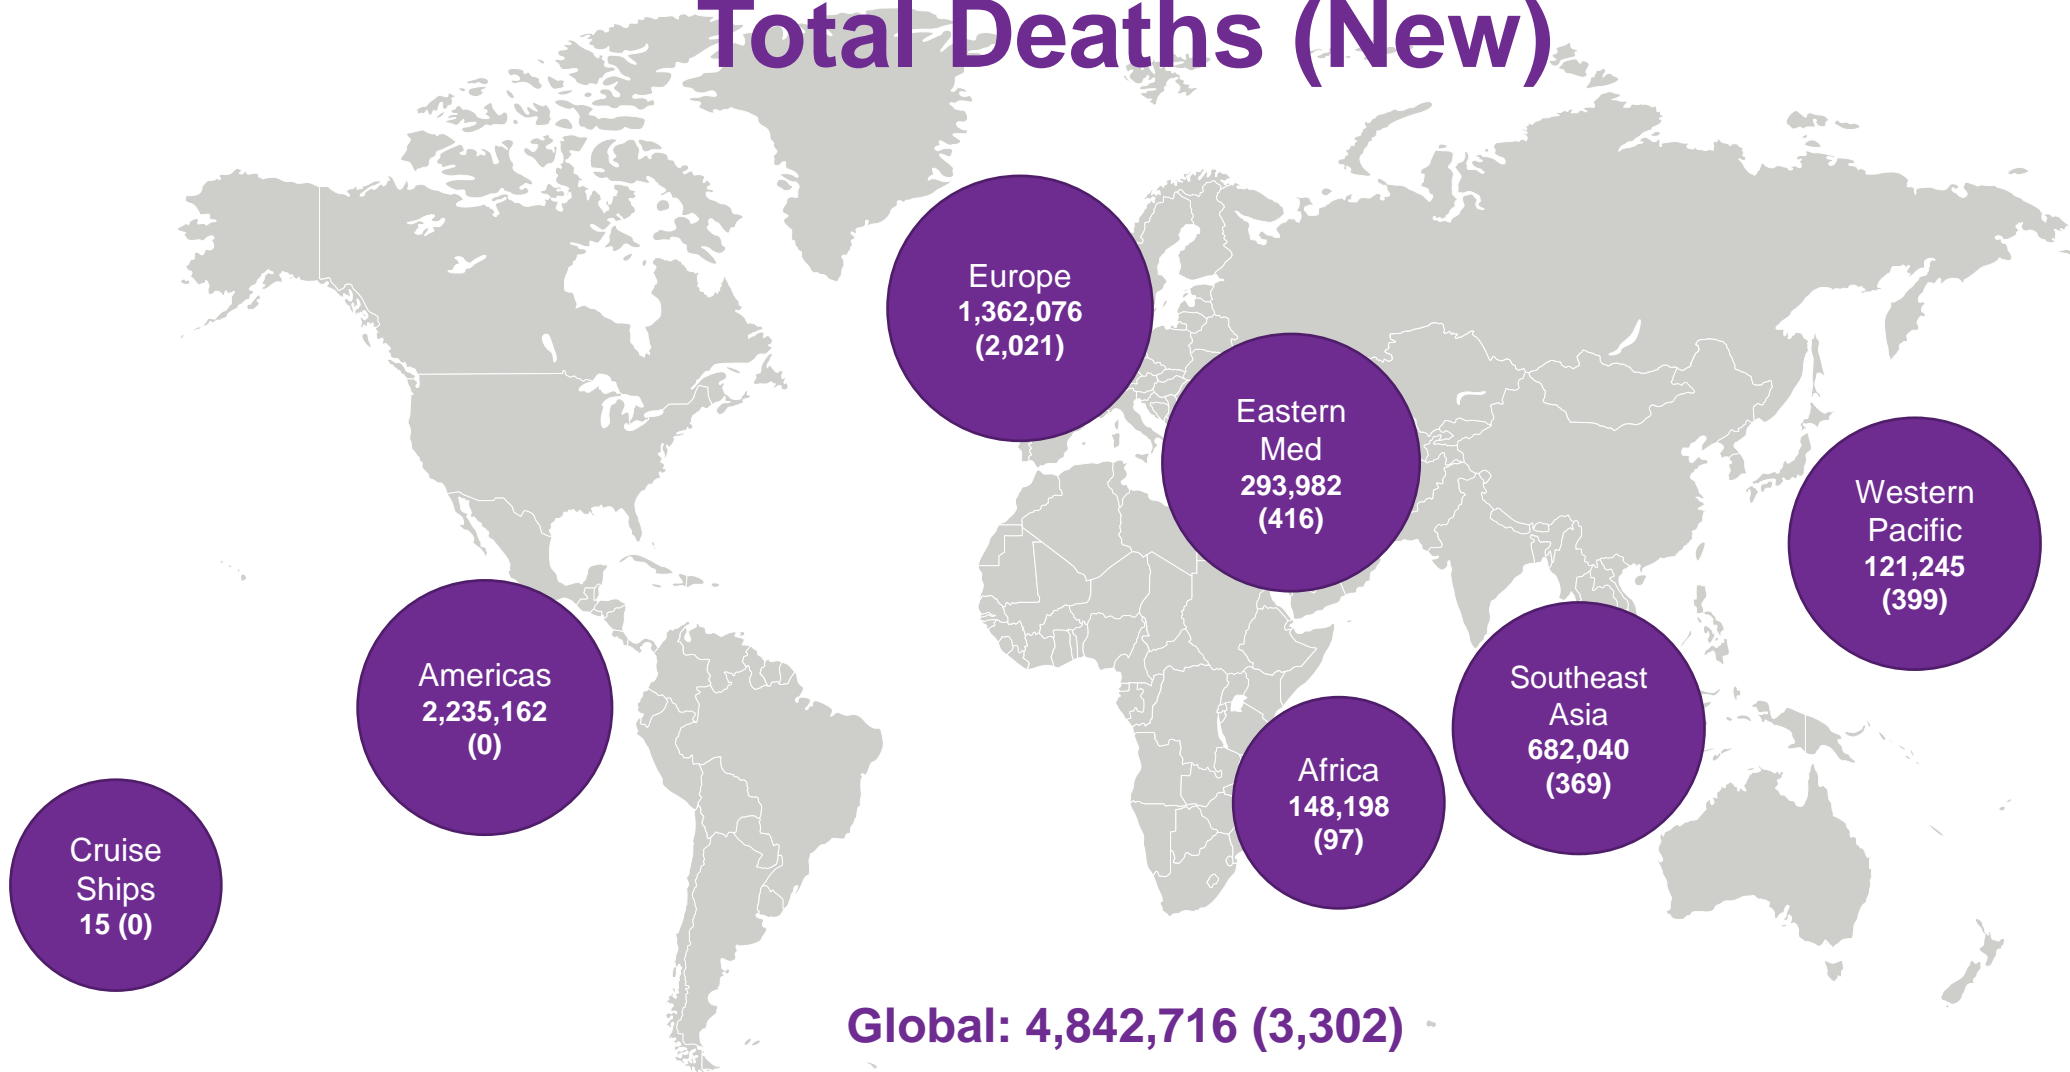 Total Deaths (New)
Europe
1,362,076
(2,021)
Eastern
Med
293,982
(416)
Western
Pacific
121,245
(399)
Americas
2,235,162
(0)
Southeast
Asia
682,040
(369)
Africa
148,198
(97)
Cruise
Ships
15 (0)
Global: 4,842,716 (3,302)